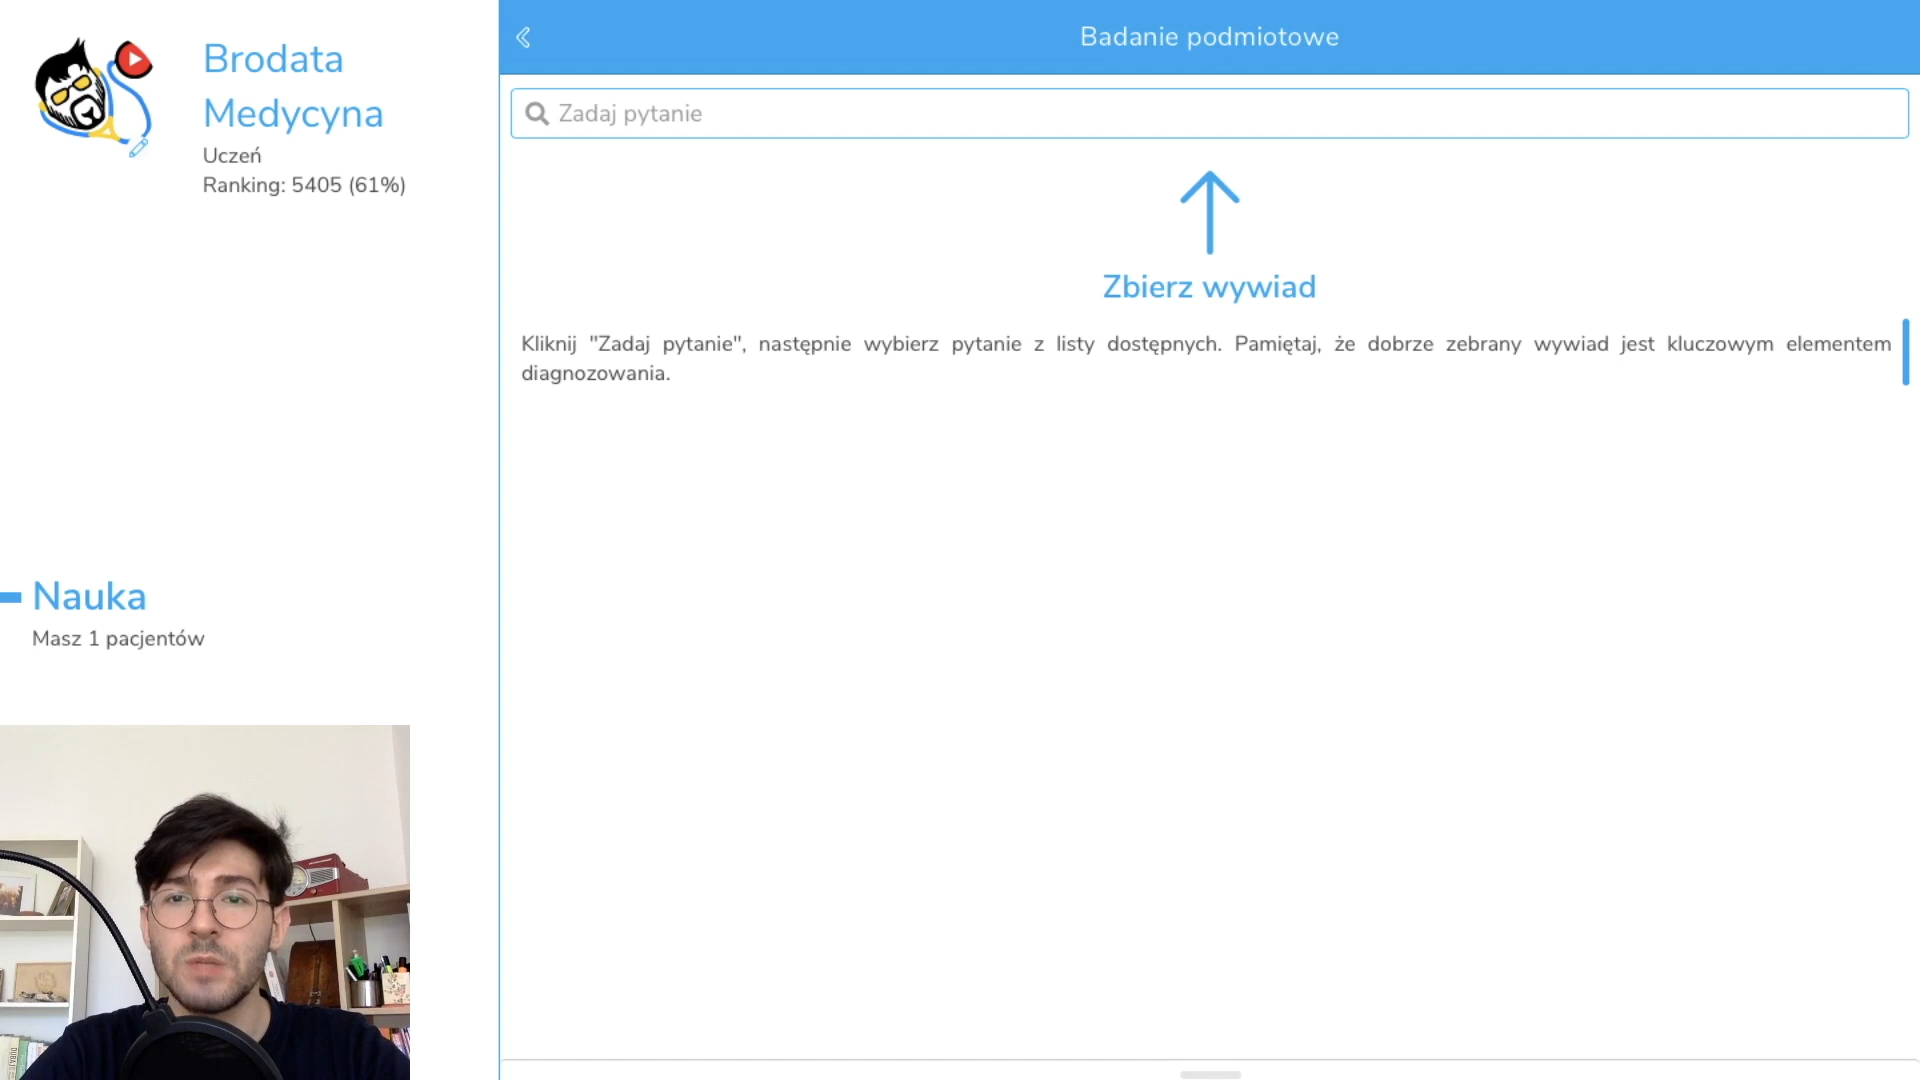 Brodata
Medycyna
Uczeń
Ranking: 5405 (61%)
Nauka
Masz 1 pacjentów
Badanie podmiotowe
Zadaj pytanie
Zbierz wywiad
Kliknij "Zadaj pytanie", następnie wybierz pytanie z listy dostępnych. Pamiętaj, że dobrze zebrany wywiad jest kluczowym elementem
diagnozowania.